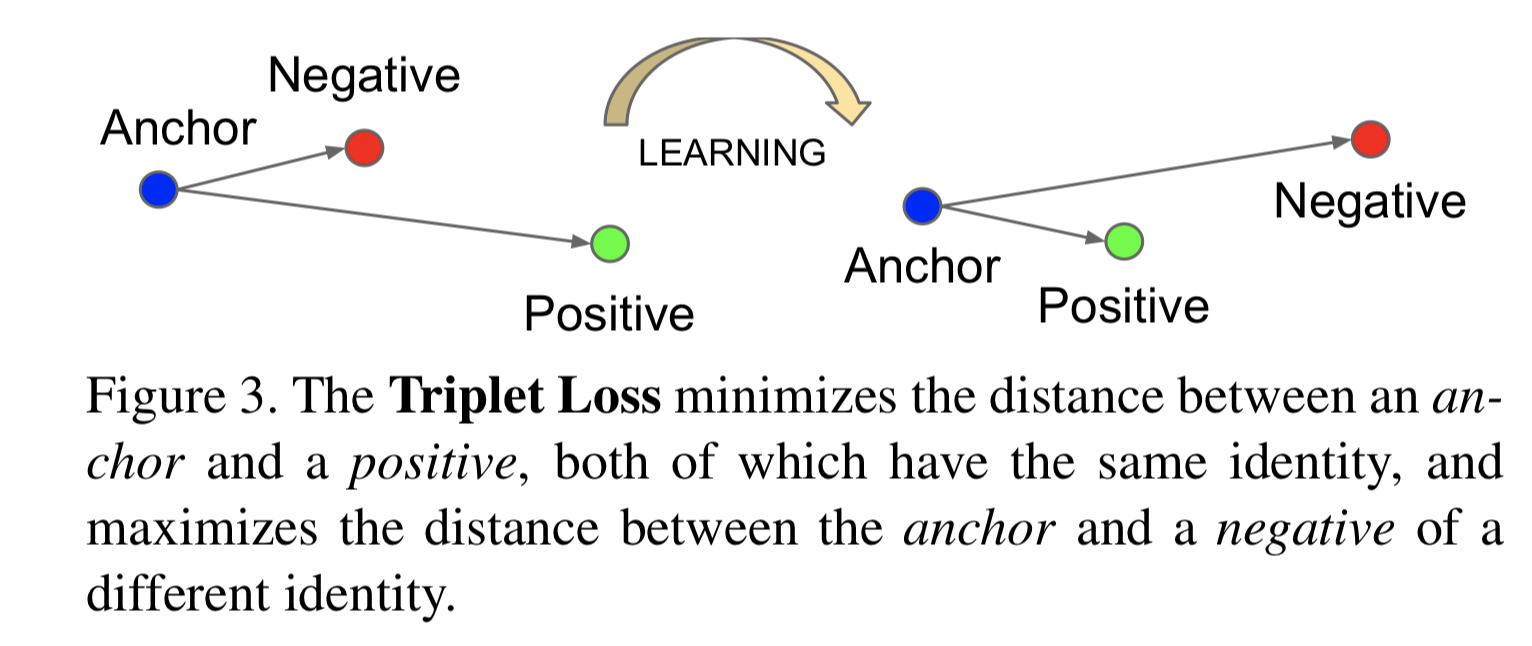 Negative
Anchor
LEARNING
Positive
Negative
Anchor
Positive
Figure 3. The Triplet Loss minimizes the distance between an an-
chor and a positive, both of which have the same identity, and
maximizes the distance between the anchor and a negative of a
different identity.